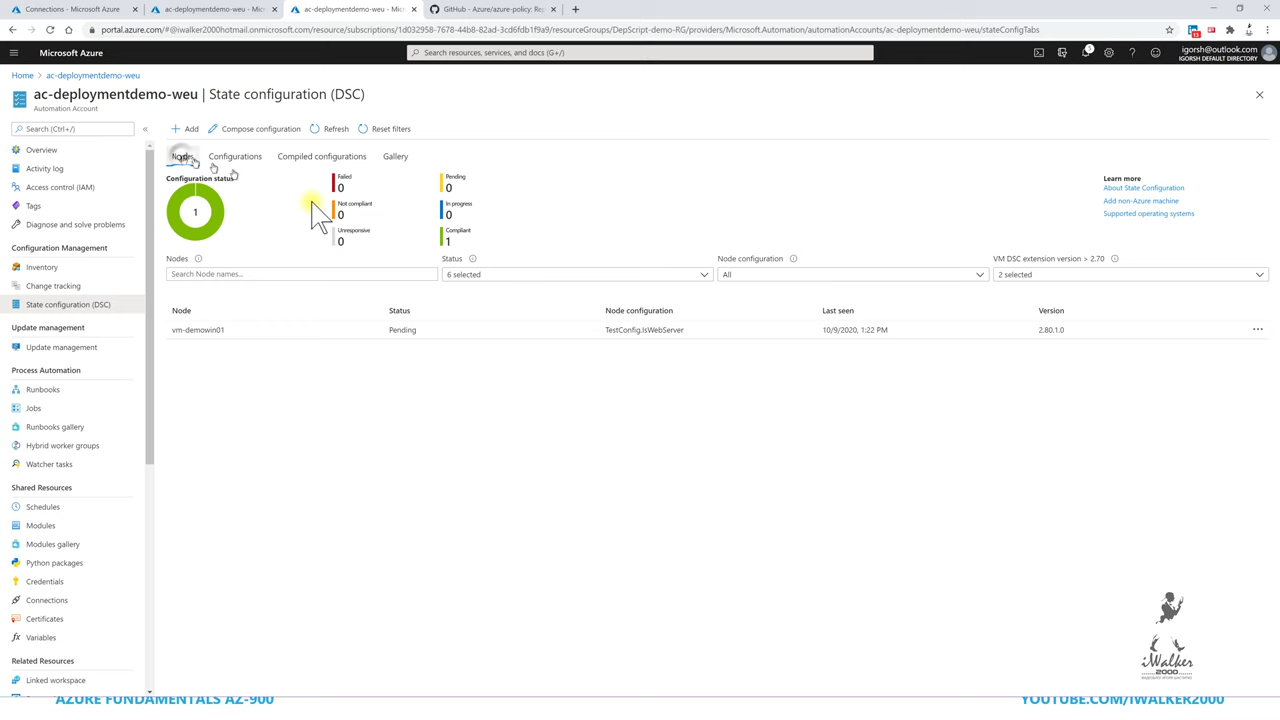 Connections - Microsoft Azure
ac-deploymentdemo-weu - Micr
ac-deploymentdemo-weu - Micr
GitHub - Azure/azure-policy: Rep
portal.azure.com/#@iwalker2000hotmail.onmicrosoft.com/resource/subscriptions/1d032958-7678-44b8-82ad-3cd6fdb1f9a9/resourceGroups/DepScript-demo-RG/providers/Microsoft.Automation/automationAccounts/ac-deploymentdemo-weu/stateConfigTabs
Microsoft Azure
Search resources, services, and docs (G+/)
igorsh@outlook.com
IGORSH DEFAULT DIRECTORY
Home > ac-deploymentdemo-weu
ac-deploymentdemo-weu | State configuration (DSC)
Automation Account
Search (Ctrl+/)
Overview
Activity log
Access control (IAM)
Tags
Diagnose and solve problems
Configuration Management
Inventory
Change tracking
State configuration (DSC)
Update management
Update management
Process Automation
Runbooks
Jobs
Runbooks gallery
Hybrid worker groups
Watcher tasks
Shared Resources
Schedules
Modules
Modules gallery
Python packages
Credentials
Connections
Certificates
Variables
Related Resources
Linked workspace
Add
Compose configuration
Refresh
Reset filters
Nodes
Configurations
Compiled configurations
Gallery
Configuration status
1
Failed
0
Not compliant
0
Unresponsive
0
Pending
0
In progress
0
Compliant
1
Learn more
About State Configuration
Add non-Azure machine
Supported operating systems
Nodes
Search Node names...
Status
6 selected
Node configuration
All
VM DSC extension version > 2.70
2 selected
Node Status Node configuration Last seen Version
vm-demowin01 Pending TestConfig.IsWebServer 10/9/2020, 1:22 PM 2.80.1.0
iWalker
2000
AZURE FUNDAMENTALS AZ-900
YOUTUBE.COM/IWALKER2000